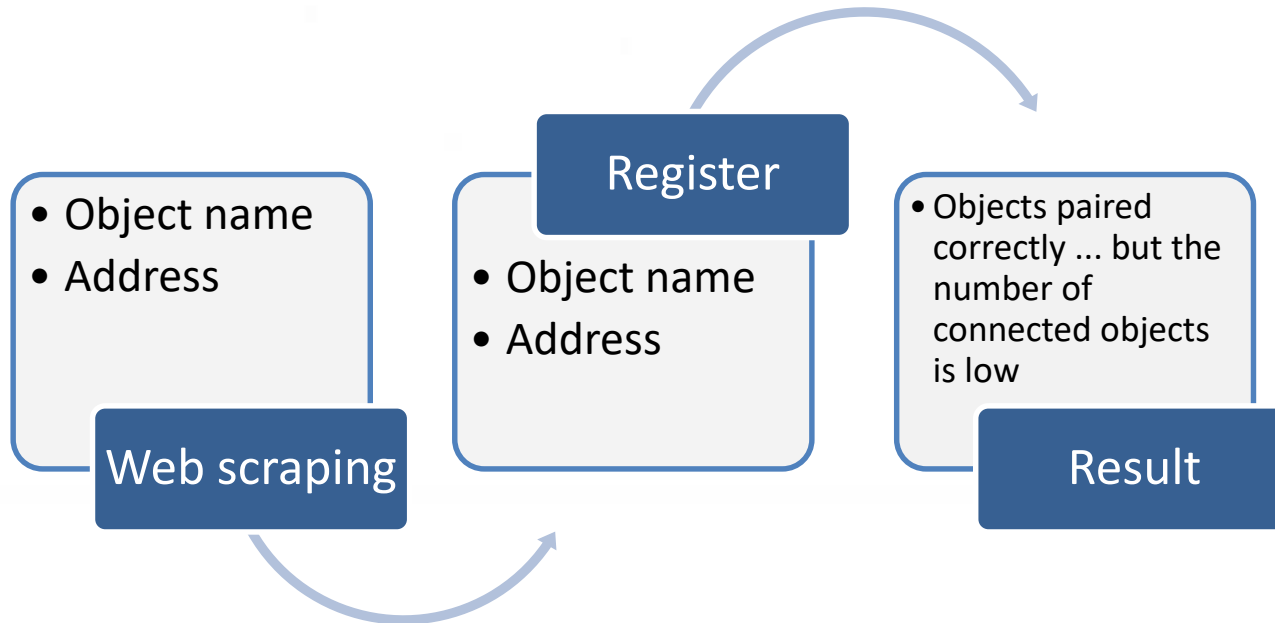 • Object name
• Address
Web scraping
Register
• Object name
• Address
• Objects paired
correctly ... but the
number of
connected objects
is low
Result